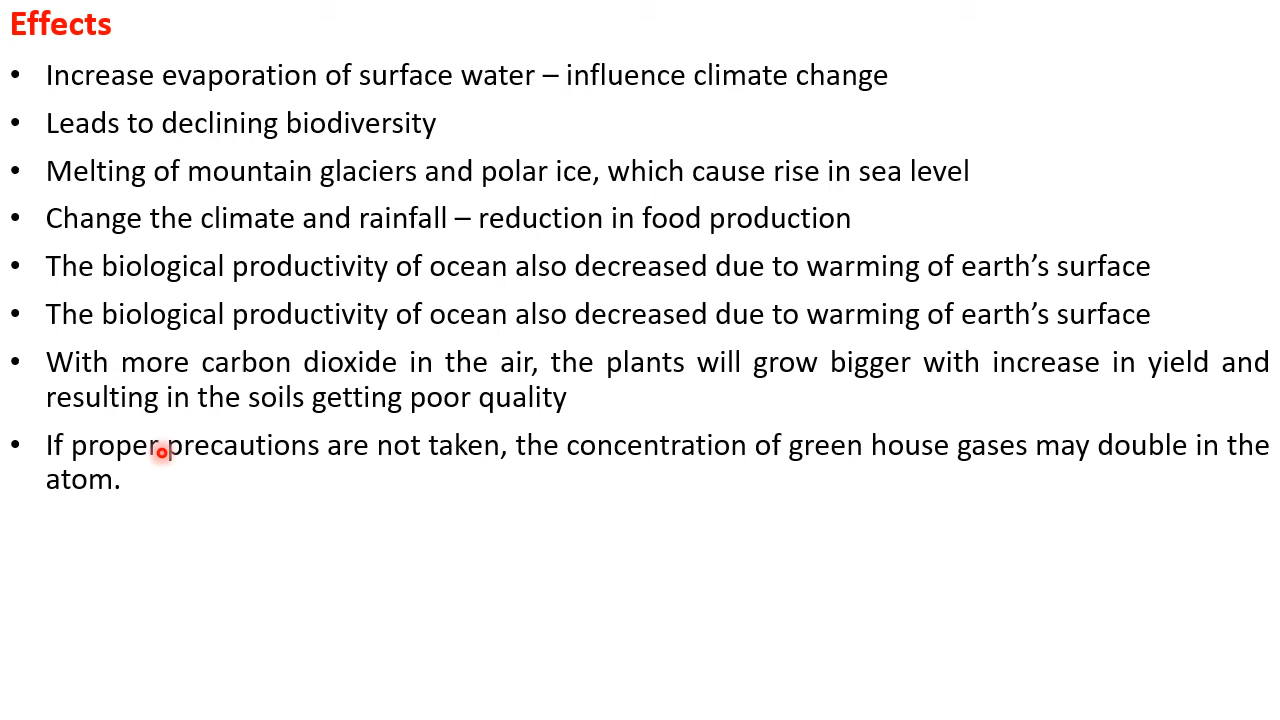 Effects
• Increase evaporation of surface water – influence climate change
• Leads to declining biodiversity
• Melting of mountain glaciers and polar ice, which cause rise in sea level
• Change the climate and rainfall – reduction in food production
• The biological productivity of ocean also decreased due to warming of earth’s surface
• The biological productivity of ocean also decreased due to warming of earth’s surface
• With more carbon dioxide in the air, the plants will grow bigger with increase in yield and
resulting in the soils getting poor quality
• If proper precautions are not taken, the concentration of green house gases may double in the
atom.